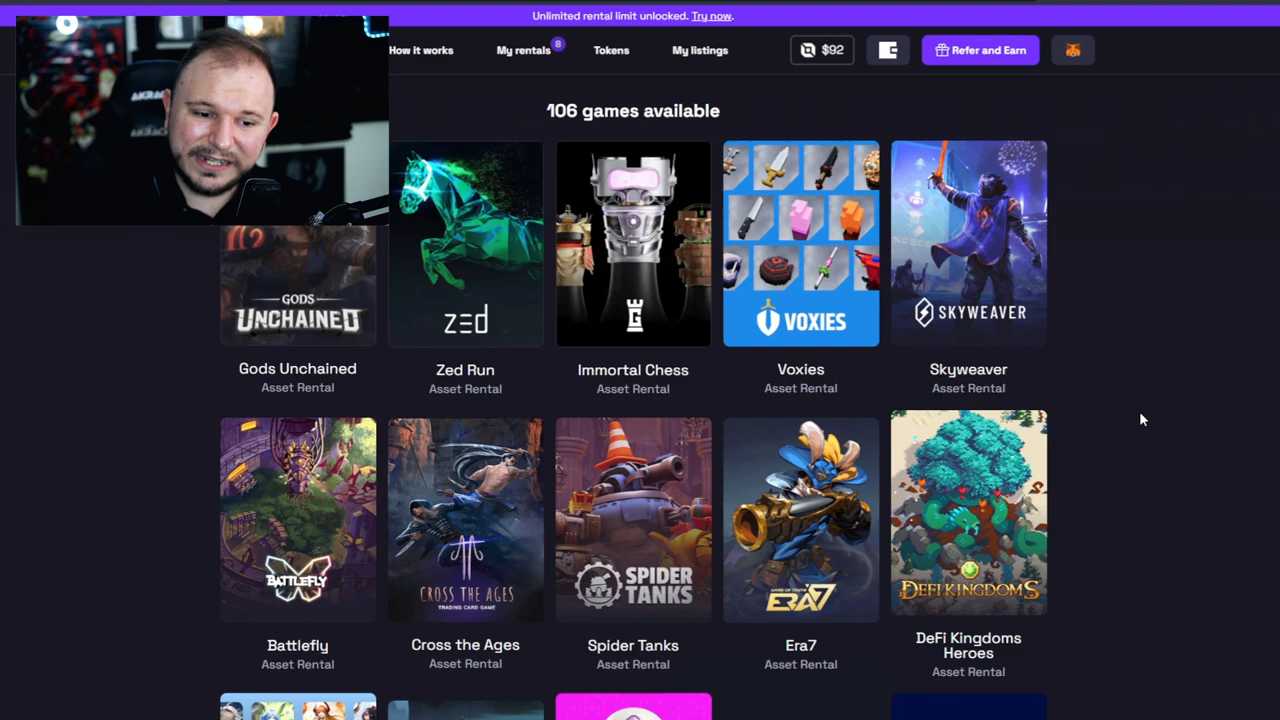 Unlimited rental limit unlocked. Try now.
How it works
My rentals
8
Tokens
My listings
$92
Refer and Earn
AKRACING
106 games available
GODS
UNCHAINED
zed
G
VOXIES
SKYWEAVER
Gods Unchained
Asset Rental
Zed Run
Asset Rental
Immortal Chess
Asset Rental
Voxies
Asset Rental
Skyweaver
Asset Rental
BATTLEFLY
CROSS THE AGES
TRADING CARD GAME
SPIDER
TANKS
GAME OF TRUTH
ERA7
DEFI KINGDOMS
Battlefly
Asset Rental
Cross the Ages
Asset Rental
Spider Tanks
Asset Rental
Era7
Asset Rental
DeFi Kingdoms
Heroes
Asset Rental